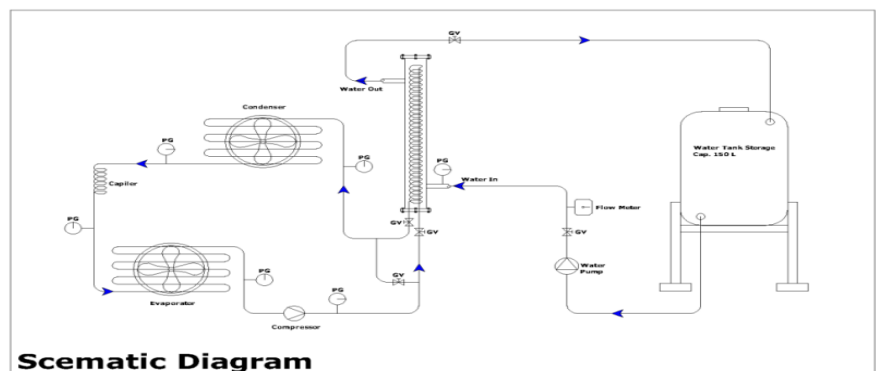 GV
Water Out
Condenser
PG
PG
PG
Water In
Capiler
Water Tank Storage
Cap. 150 L
Flow Meter
PG
GV
GV
GV
PG
GV
Water
Pump
PG
Evaporator
Compressor
Scematic Diagram